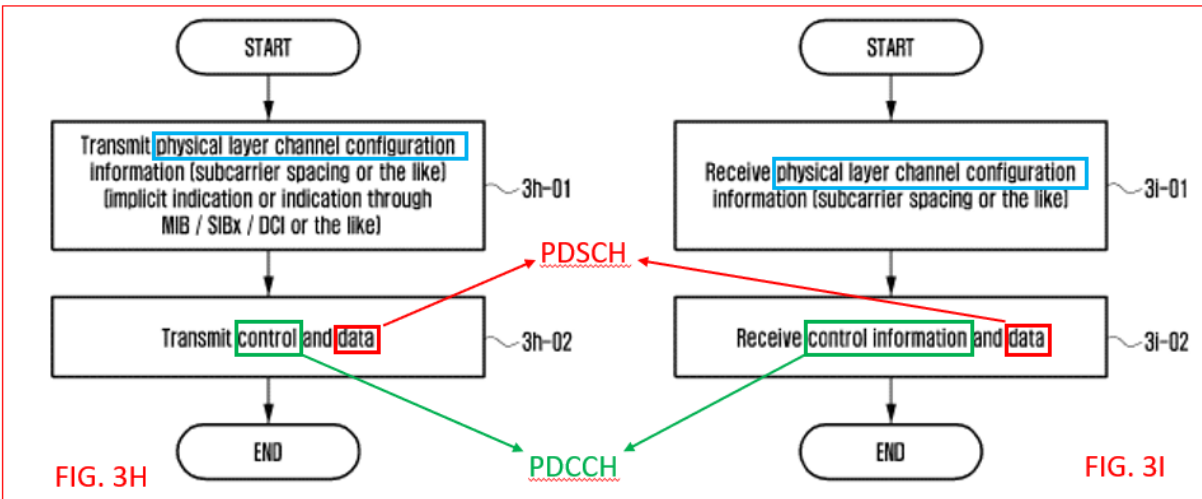 START
Transmit physical layer channel configuration
information (subcarrier spacing or the like)
(implicit indication or indication through
MIB / SIBx / DCI or the like)
3h-01
Transmit control and data
3h-02
END
FIG. 3H
PDSCH
PDCCH
START
Receive physical layer channel configuration
information (subcarrier spacing or the like)
3i-01
Receive control information and data
3i-02
END
FIG. 3I